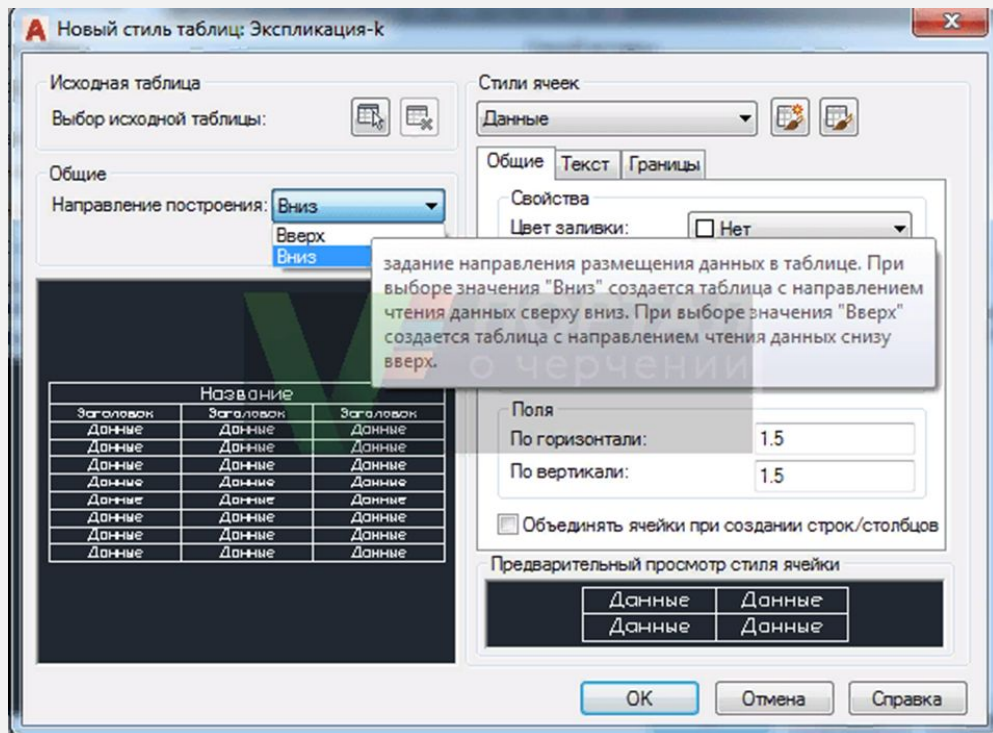 Новый стиль таблиц: Экспликация-k
Исходная таблица
Выбор исходной таблицы:
Общие
Направление построения: Вниз
Вверх
Вниз
Название
Заголовок Заголовок Заголовок
Данные Данные Данные
Данные Данные Данные
Данные Данные Данные
Данные Данные Данные
Данные Данные Данные
Данные Данные Данные
Данные Данные Данные
Данные Данные Данные
Стили ячеек
Данные
Общие Текст Границы
Свойства
Цвет заливки: Нет
задание направления размещения данных в таблице. При
выборе значения "Вниз" создается таблица с направлением
чтения данных сверху вниз. При выборе значения "Вверх"
создается таблица с направлением чтения данных снизу
вверх.
о черчении
Поля
По горизонтали: 1.5
По вертикали: 1.5
Объединять ячейки при создании строк/столбцов
Предварительный просмотр стиля ячейки
Данные Данные
Данные Данные
OK Отмена Справка